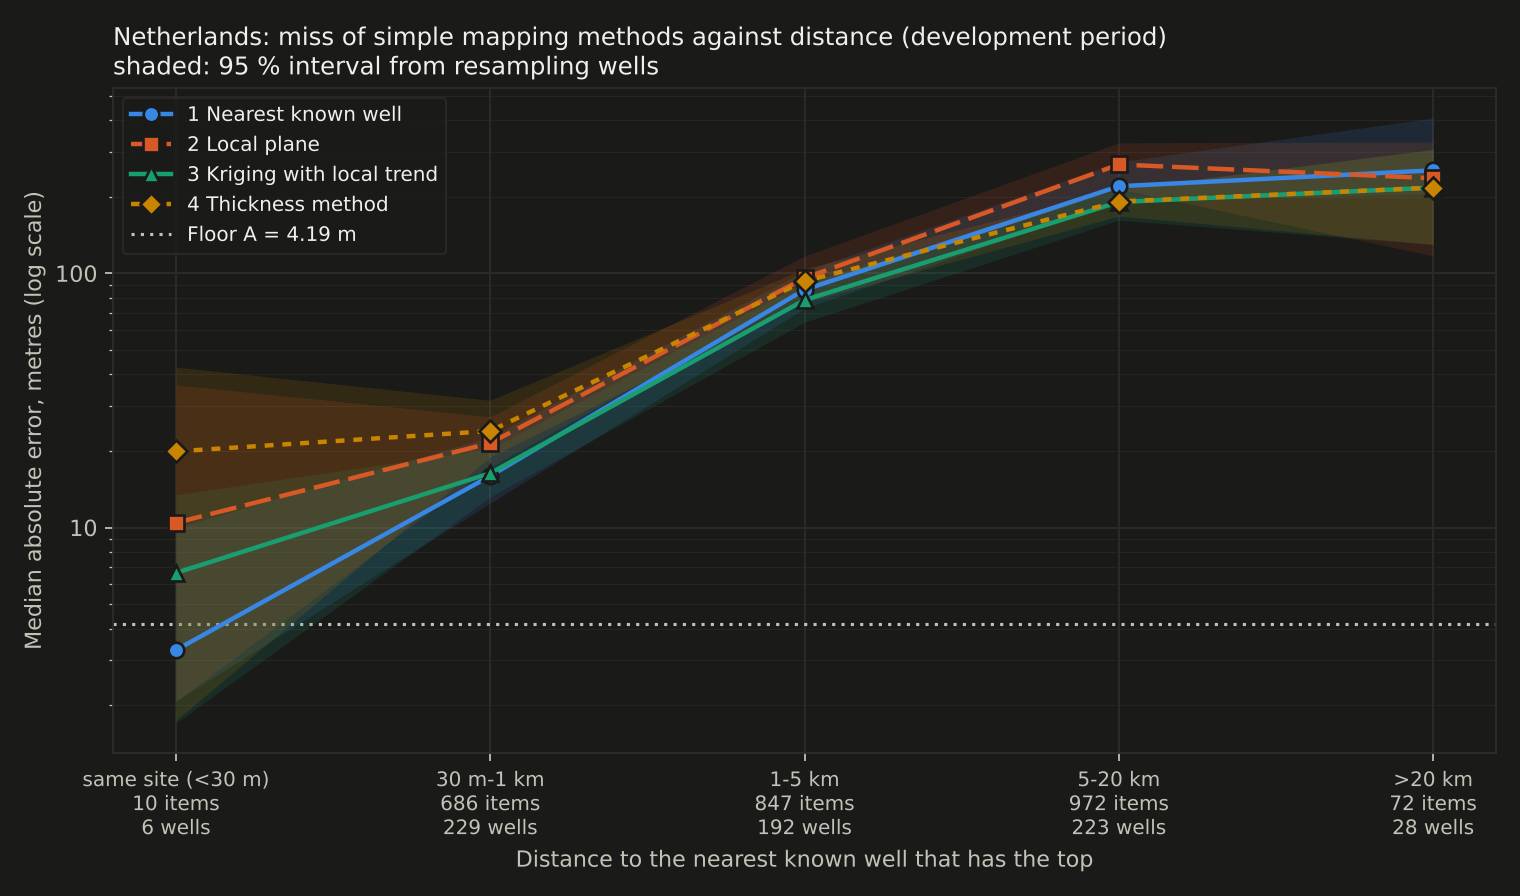 Netherlands: miss of simple mapping methods against distance (development period)
shaded: 95 % interval from resampling wells
1 Nearest known well
2 Local plane
3 Kriging with local trend
4 Thickness method
Floor A = 4.19 m
Median absolute error, metres (log scale)
100
10
same site (<30 m)
10 items
6 wells
30 m-1 km
686 items
229 wells
1-5 km
847 items
192 wells
5-20 km
972 items
223 wells
>20 km
72 items
28 wells
Distance to the nearest known well that has the top